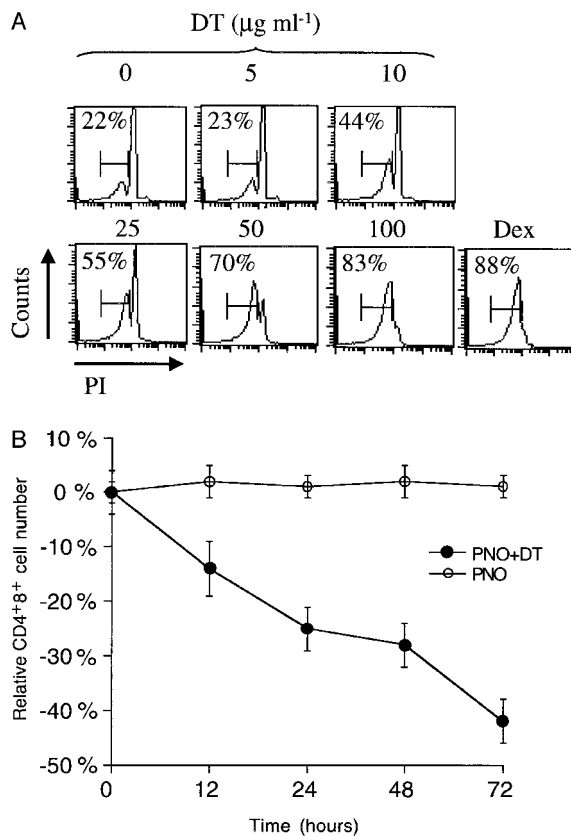 A
DT (μg ml⁻¹)
0 5 10
22% 23% 44%
25 50 100 Dex
55% 70% 83% 88%
Counts
PI
B
10 %
0 %
-10 %
-20 %
-30 %
-40 %
-50 %
Relative CD4⁺8⁺ cell number
PNO+DT
PNO
0 12 24 48 72
Time (hours)